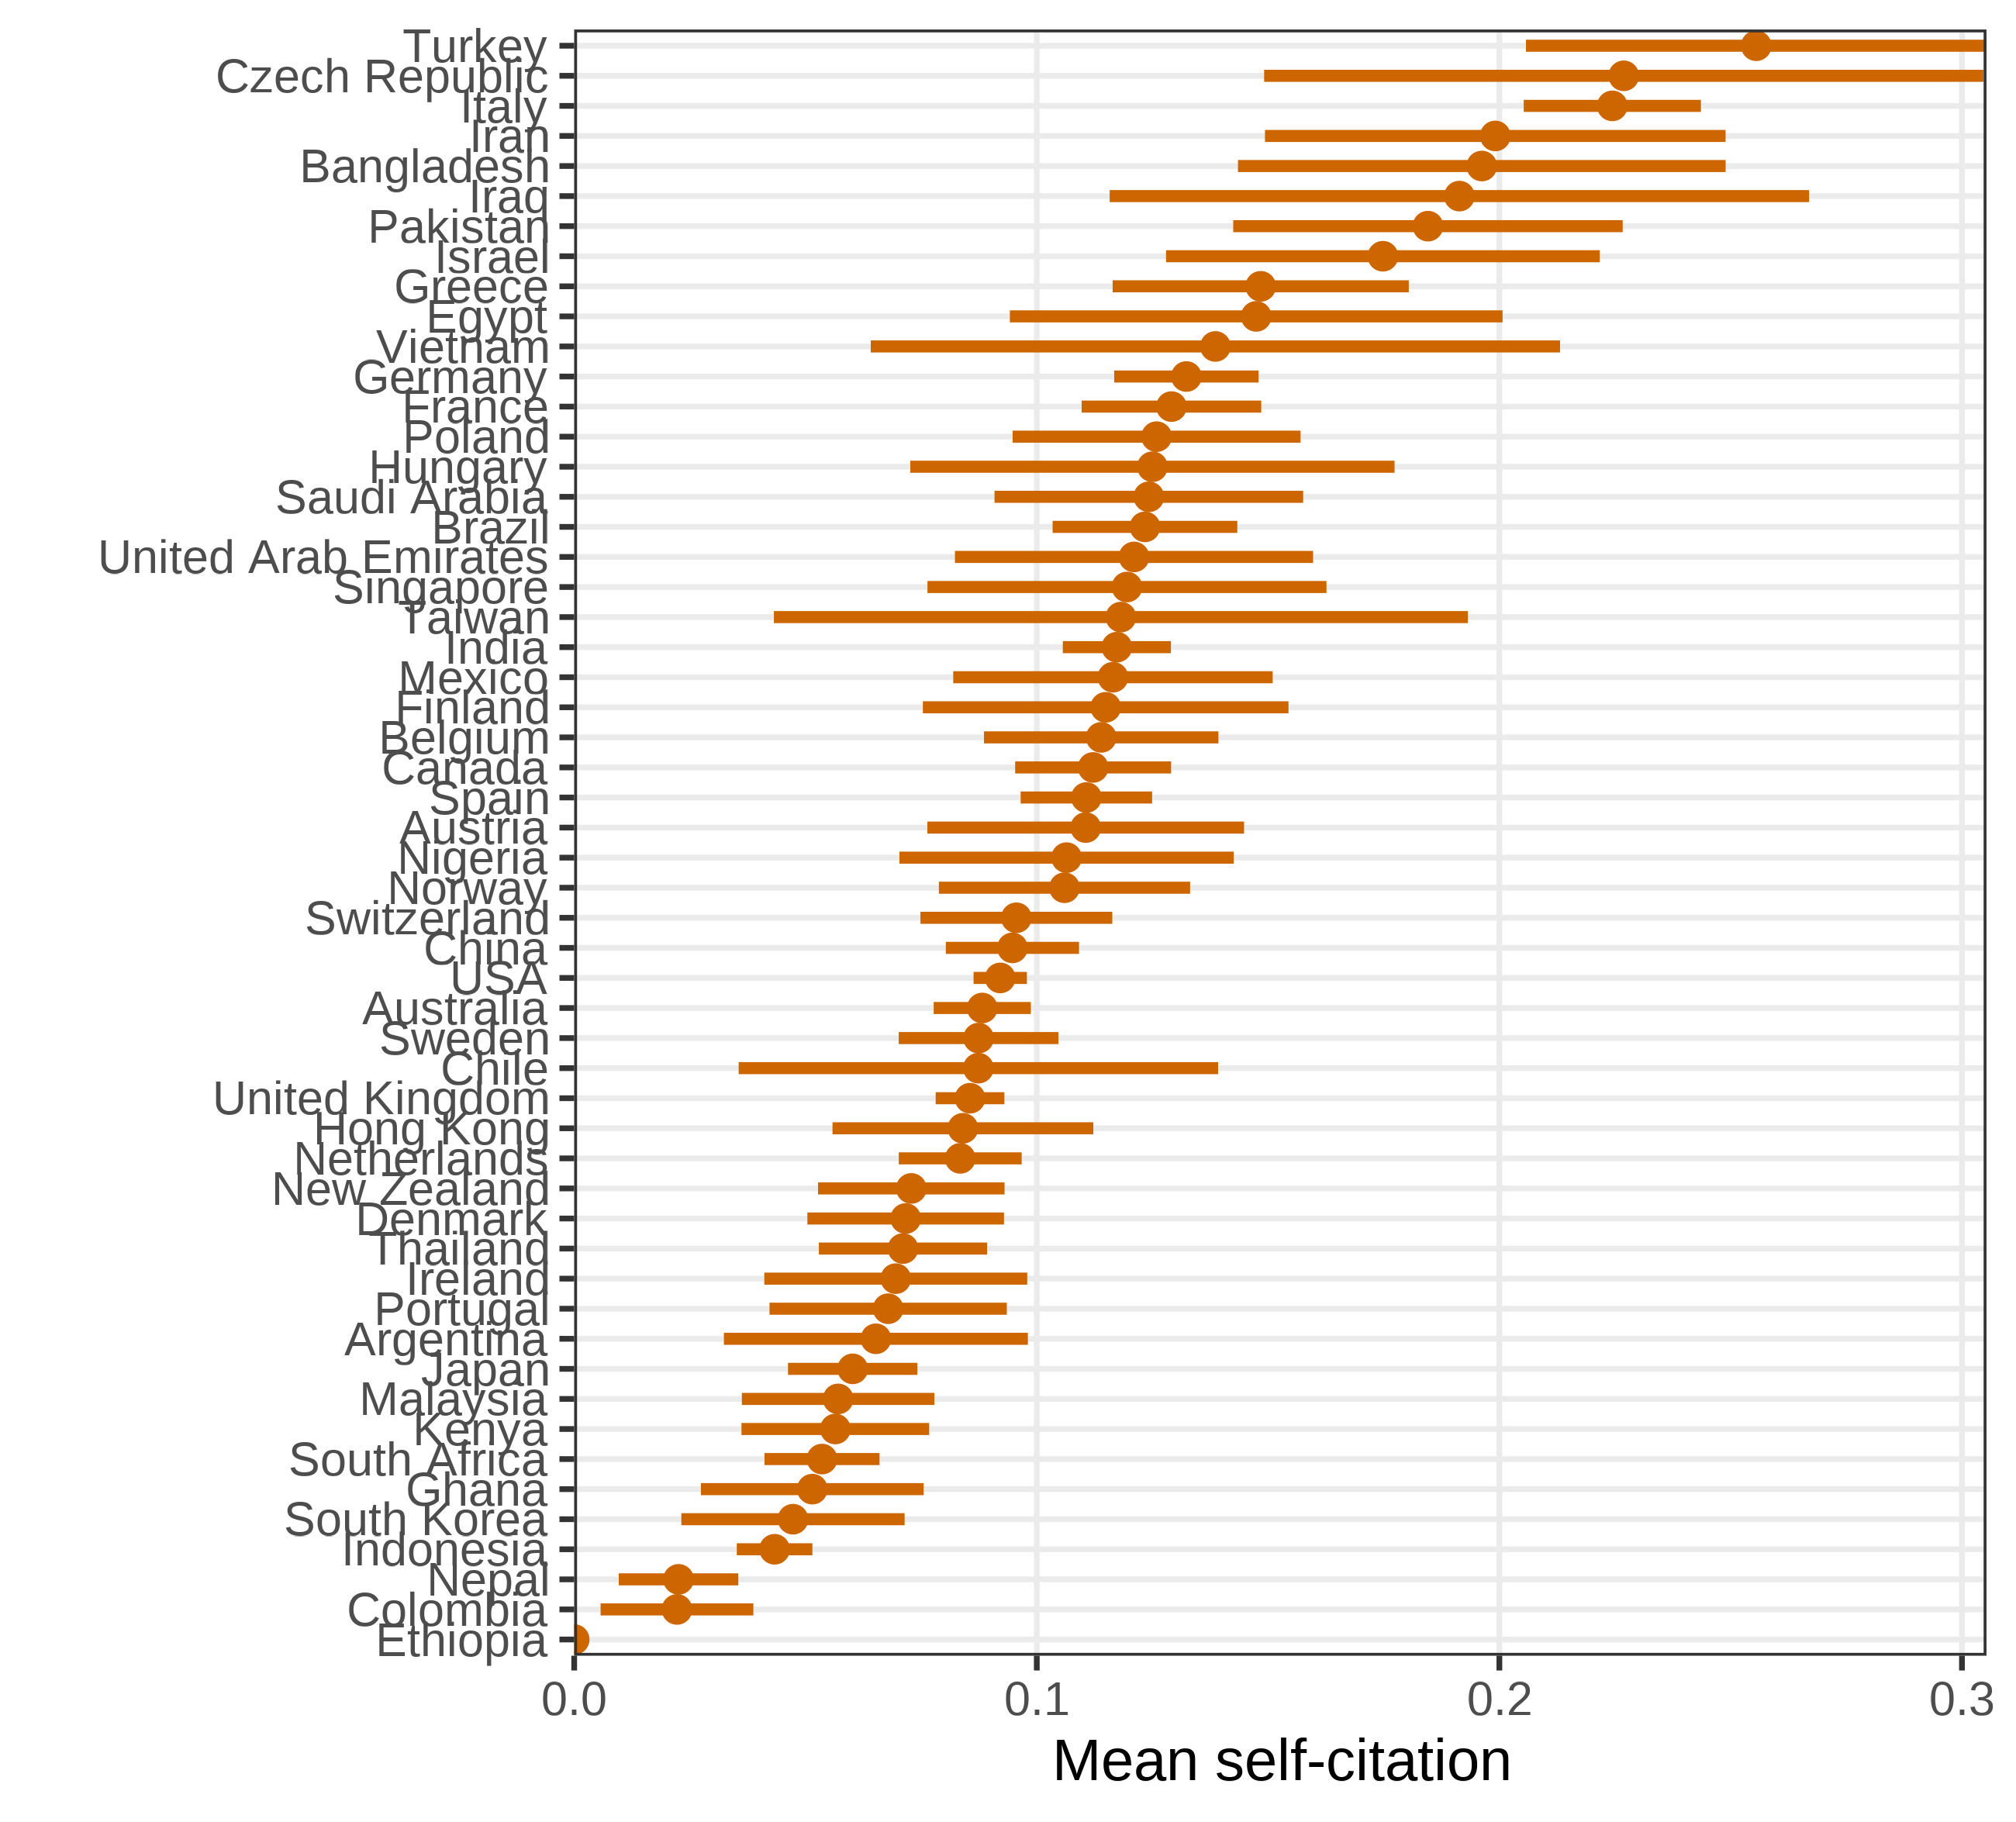 Turkey
Czech Republic
Italy
Iran
Bangladesh
Iraq
Pakistan
Israel
Greece
Egypt
Vietnam
Germany
France
Poland
Hungary
Saudi Arabia
Brazil
United Arab Emirates
Singapore
Taiwan
India
Mexico
Finland
Belgium
Canada
Spain
Austria
Nigeria
Norway
Switzerland
China
USA
Australia
Sweden
Chile
United Kingdom
Hong Kong
Netherlands
New Zealand
Denmark
Thailand
Ireland
Portugal
Argentina
Japan
Malaysia
Kenya
South Africa
Ghana
South Korea
Indonesia
Nepal
Colombia
Ethiopia
0.0 0.1 0.2 0.3
Mean self-citation